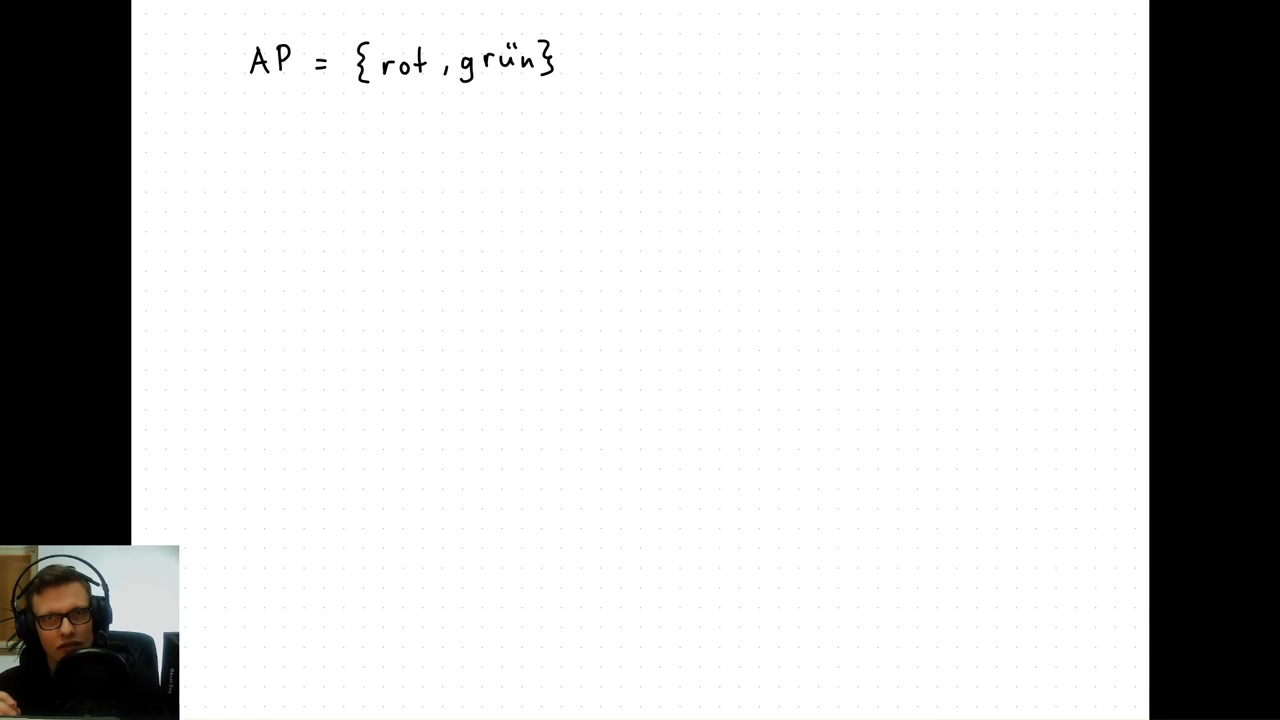 AP = {rot, grün}